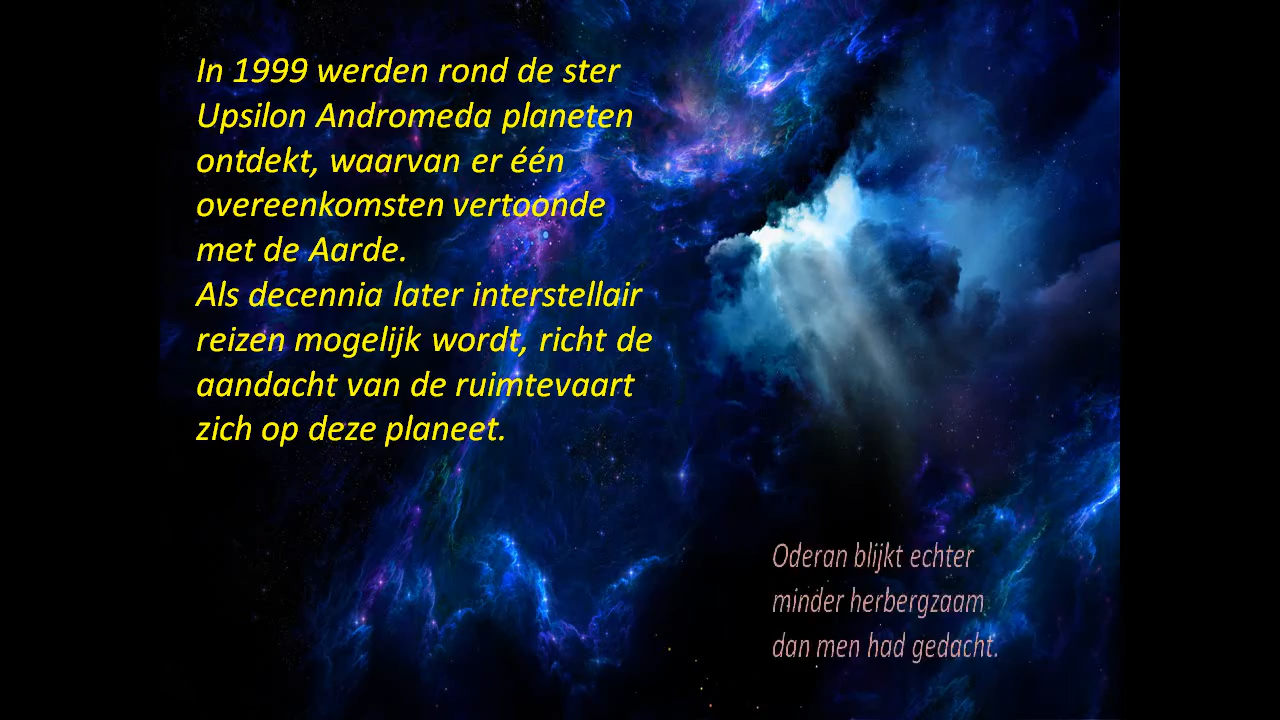 In 1999 werden rond de ster
Upsilon Andromeda planeten
ontdekt, waarvan er één
overeenkomsten vertoonde
met de Aarde.
Als decennia later interstellair
reizen mogelijk wordt, richt de
aandacht van de ruimtevaart
zich op deze planeet.
Oderan blijkt echter
minder herbergzaam
dan men had gedacht.